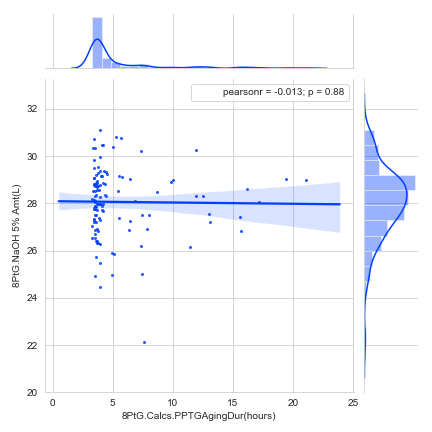 pearsonr = -0.013; p = 0.88
32
30
28
26
24
22
20
8PtG.NaOH 5% Amt(L)
0 5 10 15 20 25
8PtG.Calcs.PPTGAgingDur(hours)